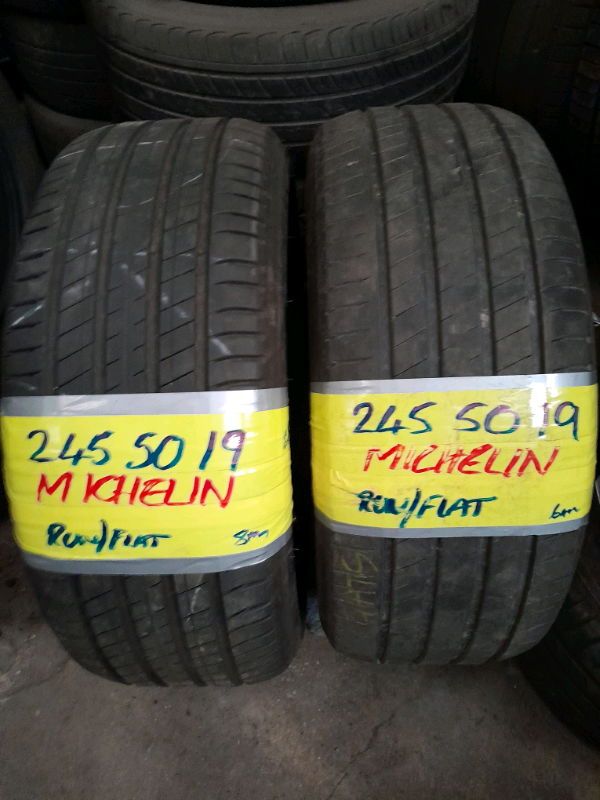 245 50 19
MICHELIN
RUN/FLAT 8mm
245 50 19
MICHELIN
RUN/FLAT 6mm